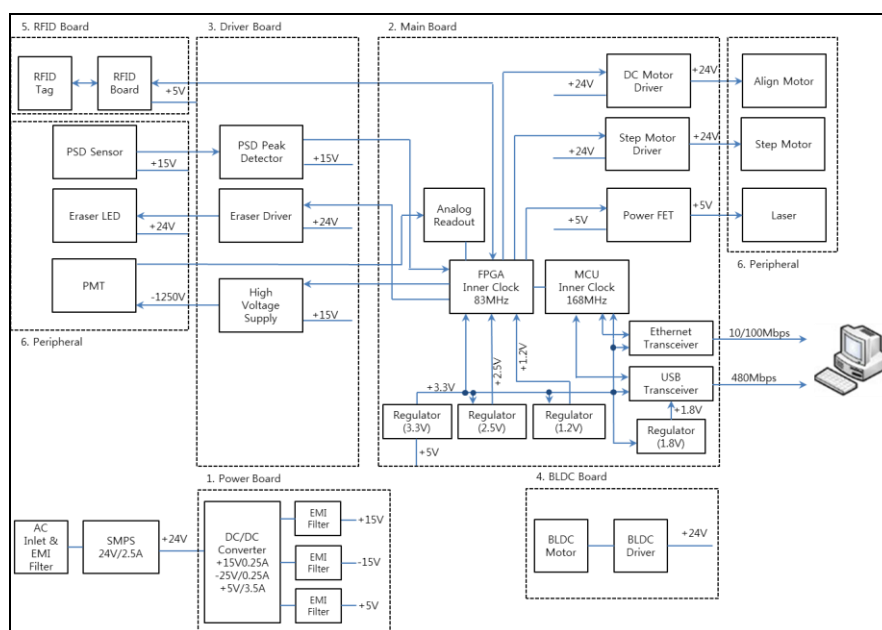 5. RFID Board
3. Driver Board
2. Main Board
RFID
Tag
RFID
Board
+5V
DC Motor
Driver
+24V
+24V
Align Motor
PSD Sensor
+15V
PSD Peak
Detector
+15V
Step Motor
Driver
+24V
+24V
Step Motor
Eraser LED
+24V
Eraser Driver
+24V
Analog
Readout
Power FET
+5V
+5V
Laser
PMT
-1250V
High
Voltage
Supply
+15V
FPGA
Inner Clock
83MHz
MCU
Inner Clock
168MHz
6. Peripheral
6. Peripheral
Ethernet
Transceiver
10/100Mbps
USB
Transceiver
480Mbps
+3.3V
+2.5V
+1.2V
+1.8V
Regulator
(3.3V)
Regulator
(2.5V)
Regulator
(1.2V)
Regulator
(1.8V)
+5V
1. Power Board
4. BLDC Board
AC
Inlet &
EMI
Filter
SMPS
24V/2.5A
+24V
DC/DC
Converter
+15V0.25A
-25V/0.25A
+5V/3.5A
EMI
Filter
+15V
EMI
Filter
-15V
EMI
Filter
+5V
BLDC
Motor
BLDC
Driver
+24V